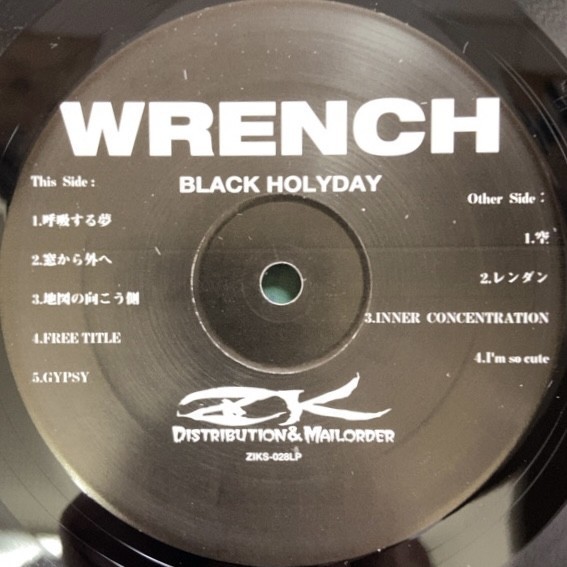 WRENCH
BLACK HOLYDAY
This Side :
1.呼吸する夢
2.窓から外へ
3.地図の向こう側
4.FREE TITLE
5.GYPSY
Other Side :
1.空
2.レンダン
3.INNER CONCENTRATION
4.I'm so cute
ZK
DISTRIBUTION & MAILORDER
ZIKS-028LP